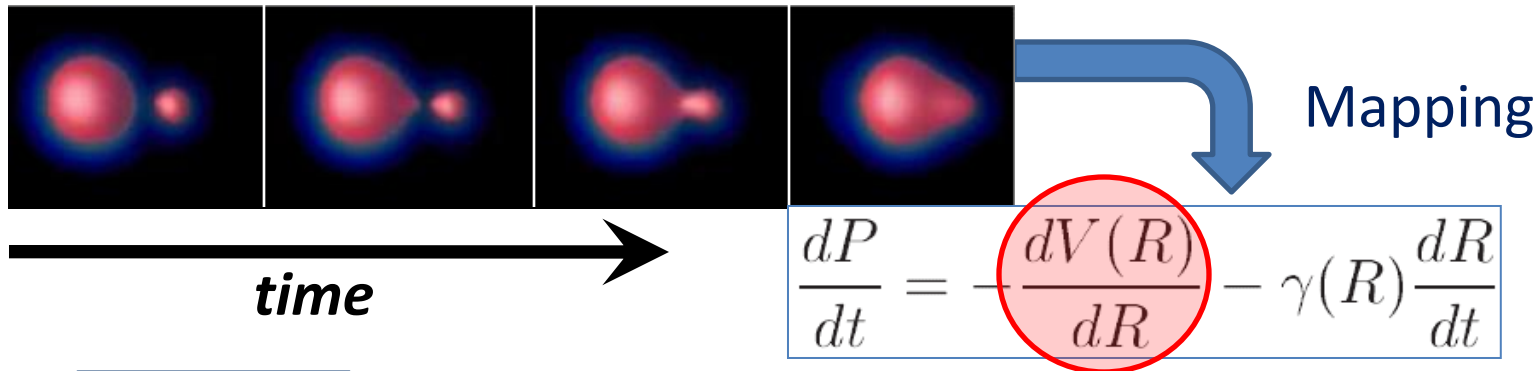 Mapping
time
dP/dt = - dV(R)/dR - γ(R) dR/dt